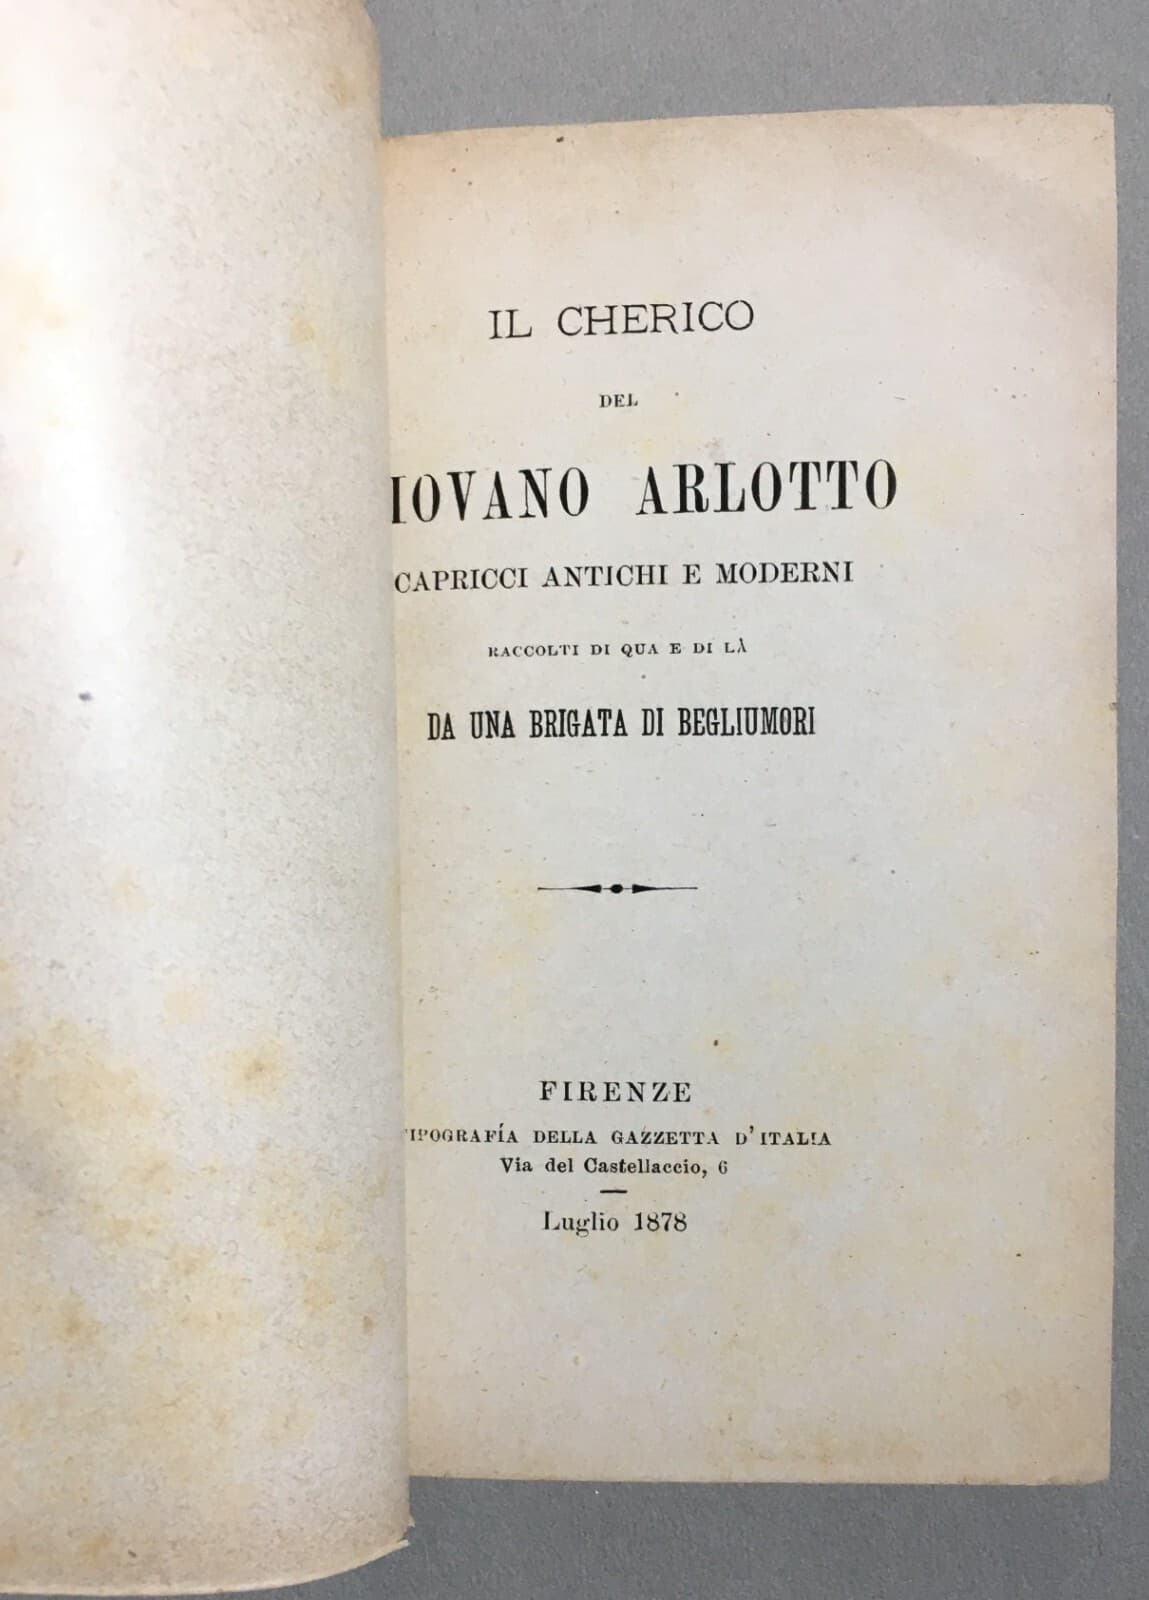 IL CHERICO
DEL
IOVANO ARLOTTO
CAPRICCI ANTICHI E MODERNI
RACCOLTI DI QUA E DI LÀ
DA UNA BRIGATA DI BEGLIUMORI
FIRENZE
TIPOGRAFÍA DELLA GAZZETTA D'ITALIA
Via del Castellaccio, 6
Luglio 1878